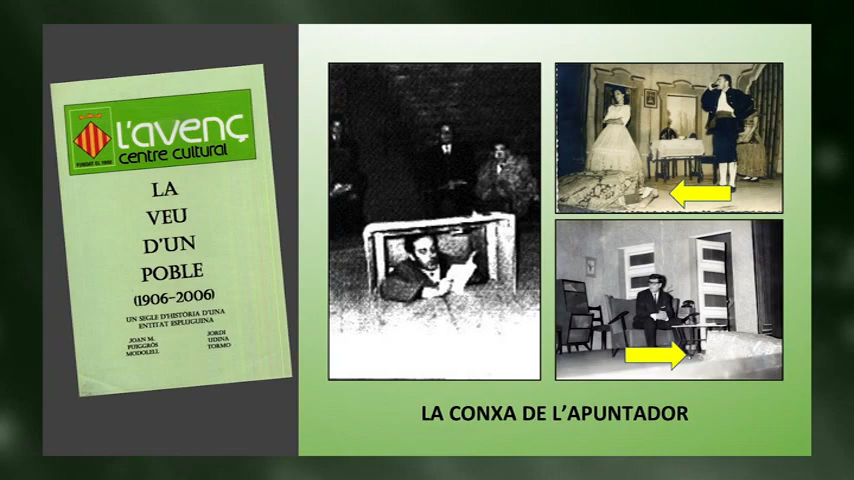 l'avenç
centre cultural
FUNDAT EL 1906
LA
VEU
D'UN
POBLE
(1906-2006)
UN SEGLE D'HISTÒRIA D'UNA
ENTITAT ESPLUGUINA
JOAN M.
PUIGGRÒS
MODOLELL
JORDI
UDINA
TORMO
LA CONXA DE L'APUNTADOR